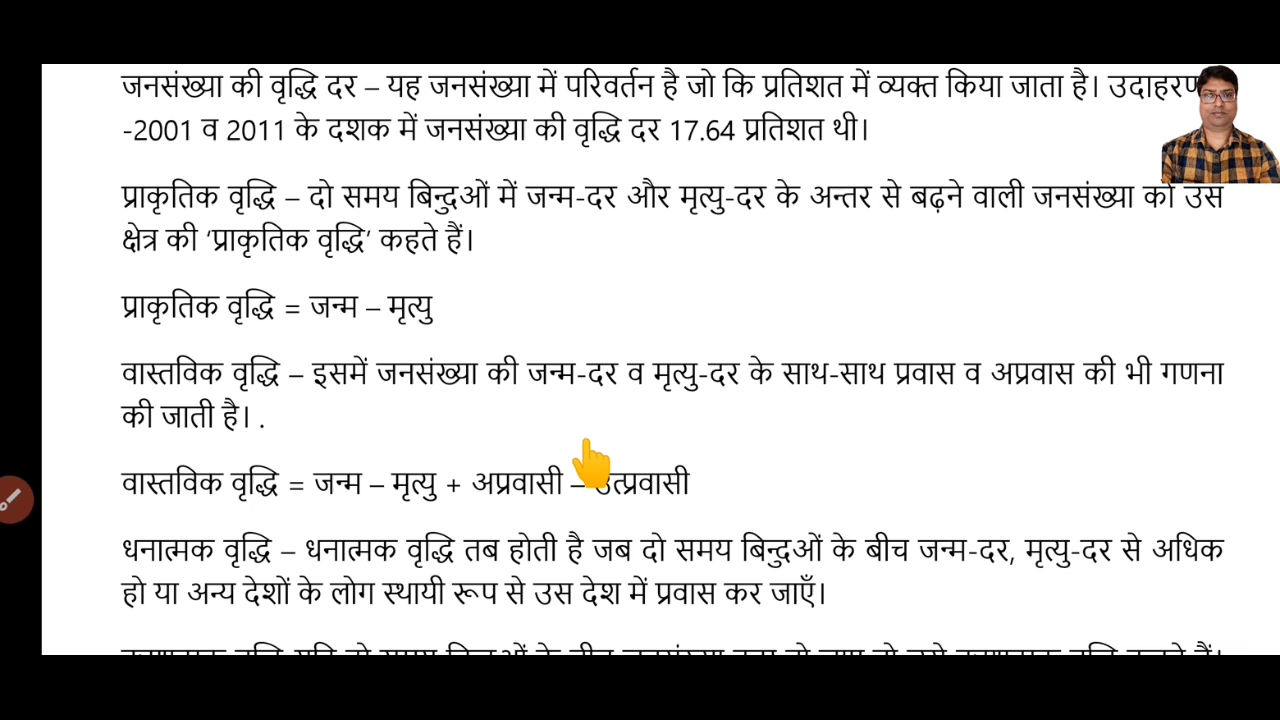 जनसंख्या की वृद्धि दर – यह जनसंख्या में परिवर्तन है जो कि प्रतिशत में व्यक्त किया जाता है। उदाहरण
-2001 व 2011 के दशक में जनसंख्या की वृद्धि दर 17.64 प्रतिशत थी।
प्राकृतिक वृद्धि – दो समय बिन्दुओं में जन्म-दर और मृत्यु-दर के अन्तर से बढ़ने वाली जनसंख्या को उस
क्षेत्र की ’प्राकृतिक वृद्धि’ कहते हैं।
प्राकृतिक वृद्धि = जन्म – मृत्यु
वास्तविक वृद्धि – इसमें जनसंख्या की जन्म-दर व मृत्यु-दर के साथ-साथ प्रवास व अप्रवास की भी गणना
की जाती है। .
वास्तविक वृद्धि = जन्म – मृत्यु + अप्रवासी – उत्प्रवासी
धनात्मक वृद्धि – धनात्मक वृद्धि तब होती है जब दो समय बिन्दुओं के बीच जन्म-दर, मृत्यु-दर से अधिक
हो या अन्य देशों के लोग स्थायी रूप से उस देश में प्रवास कर जाएँ।